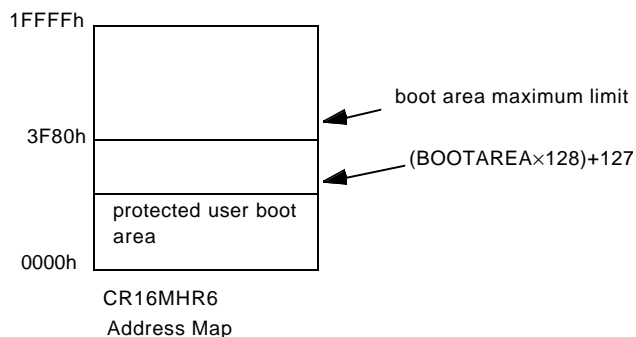 1FFFFh
boot area maximum limit
3F80h
(BOOTAREA×128)+127
protected user boot
area
0000h
CR16MHR6
Address Map